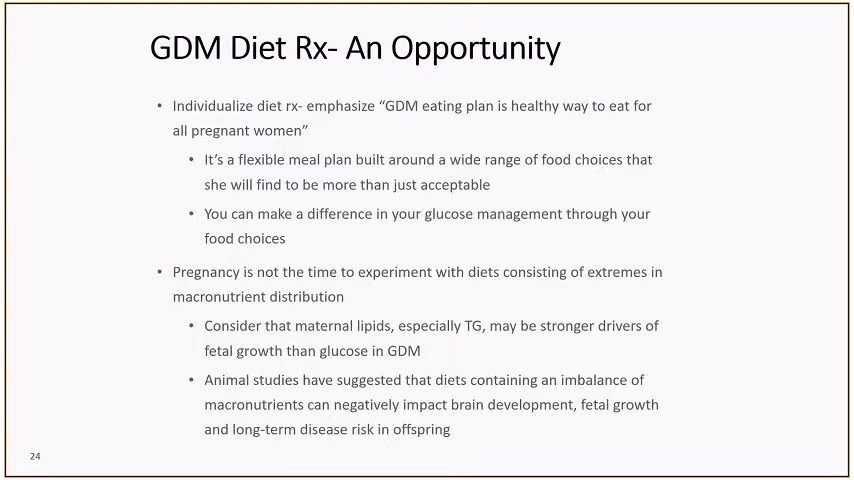 GDM Diet Rx- An Opportunity
• Individualize diet rx- emphasize “GDM eating plan is healthy way to eat for
all pregnant women”
• It’s a flexible meal plan built around a wide range of food choices that
she will find to be more than just acceptable
• You can make a difference in your glucose management through your
food choices
• Pregnancy is not the time to experiment with diets consisting of extremes in
macronutrient distribution
• Consider that maternal lipids, especially TG, may be stronger drivers of
fetal growth than glucose in GDM
• Animal studies have suggested that diets containing an imbalance of
macronutrients can negatively impact brain development, fetal growth
and long-term disease risk in offspring
24